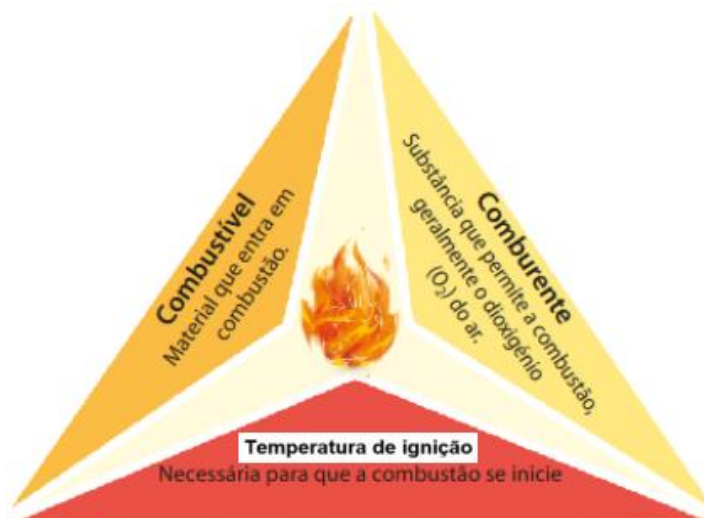 Combustível
Material que entra em
combustão.
Comburente
Substância que permite a combustão,
geralmente o dioxigénio
(O₂) do ar.
Temperatura de ignição
Necessária para que a combustão se inicie